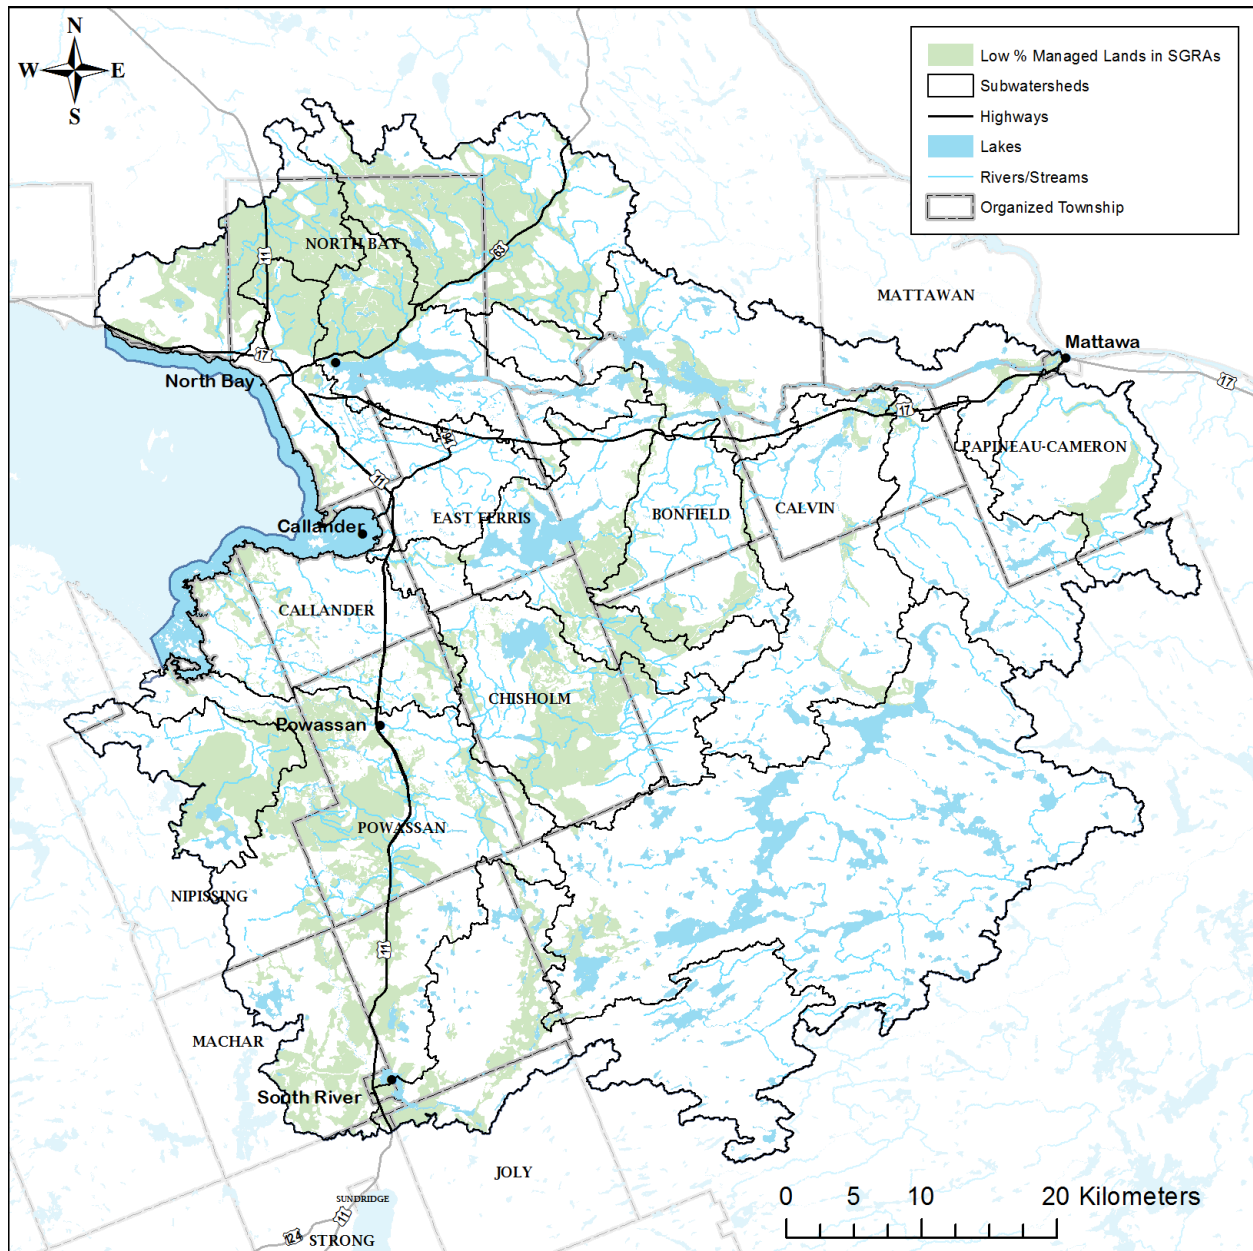 N
W E
S
Low % Managed Lands in SGRAs
Subwatersheds
Highways
Lakes
Rivers/Streams
Organized Township
NORTH BAY
11
63
MATTAWAN
Mattawa
17
17
North Bay
17
94
11
PAPINEAU-CAMERON
Callander
EAST FERRIS
BONFIELD
CALVIN
CALLANDER
CHISHOLM
Powassan
POWASSAN
NIPISSING
11
MACHAR
South River
JOLY
SUNDRIDGE
11
124
STRONG
0 5 10 20 Kilometers